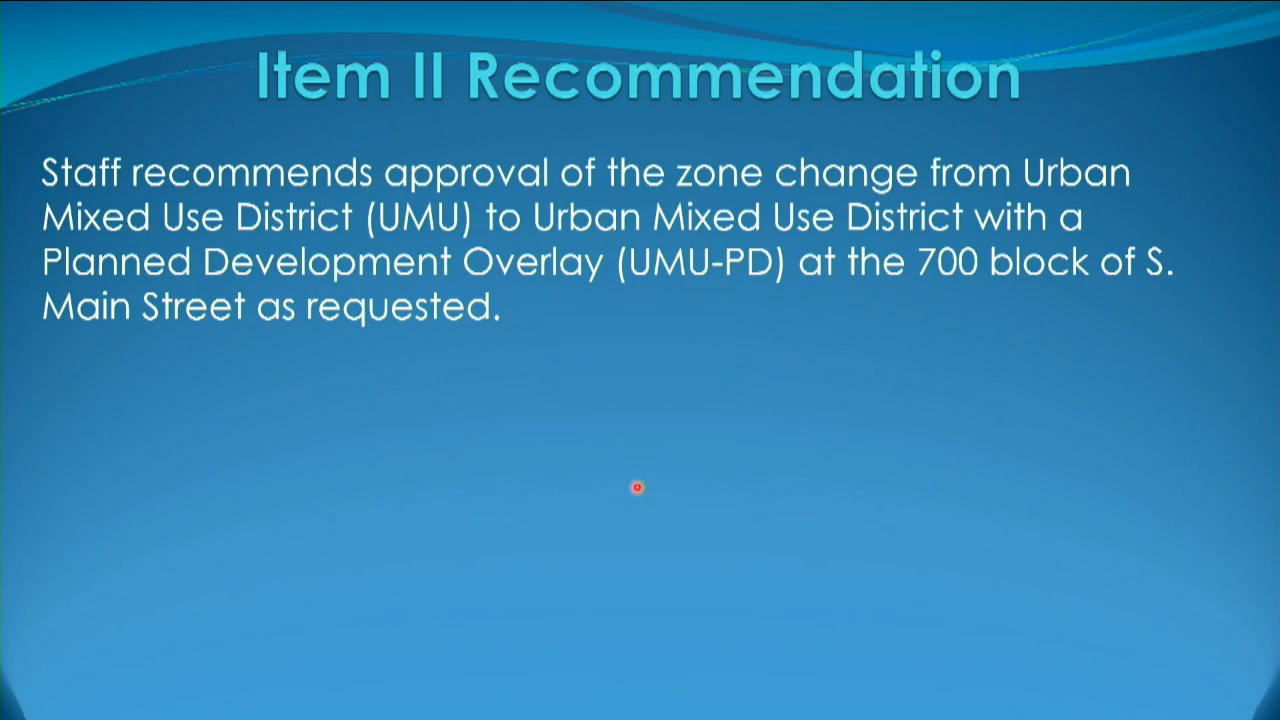 Item II Recommendation
Staff recommends approval of the zone change from Urban
Mixed Use District (UMU) to Urban Mixed Use District with a
Planned Development Overlay (UMU-PD) at the 700 block of S.
Main Street as requested.